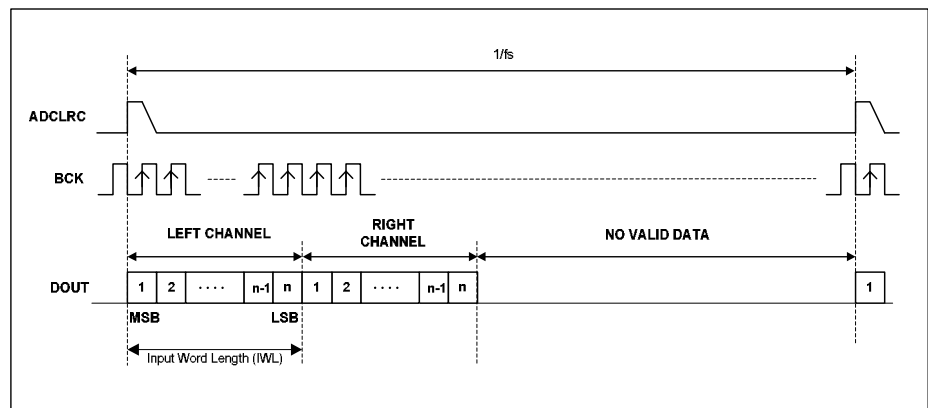 1/fs
ADCLRC
BCK
LEFT CHANNEL
RIGHT
CHANNEL
NO VALID DATA
DOUT
1 2 ···· n-1 n 1 2 ···· n-1 n 1
MSB LSB
Input Word Length (IWL)